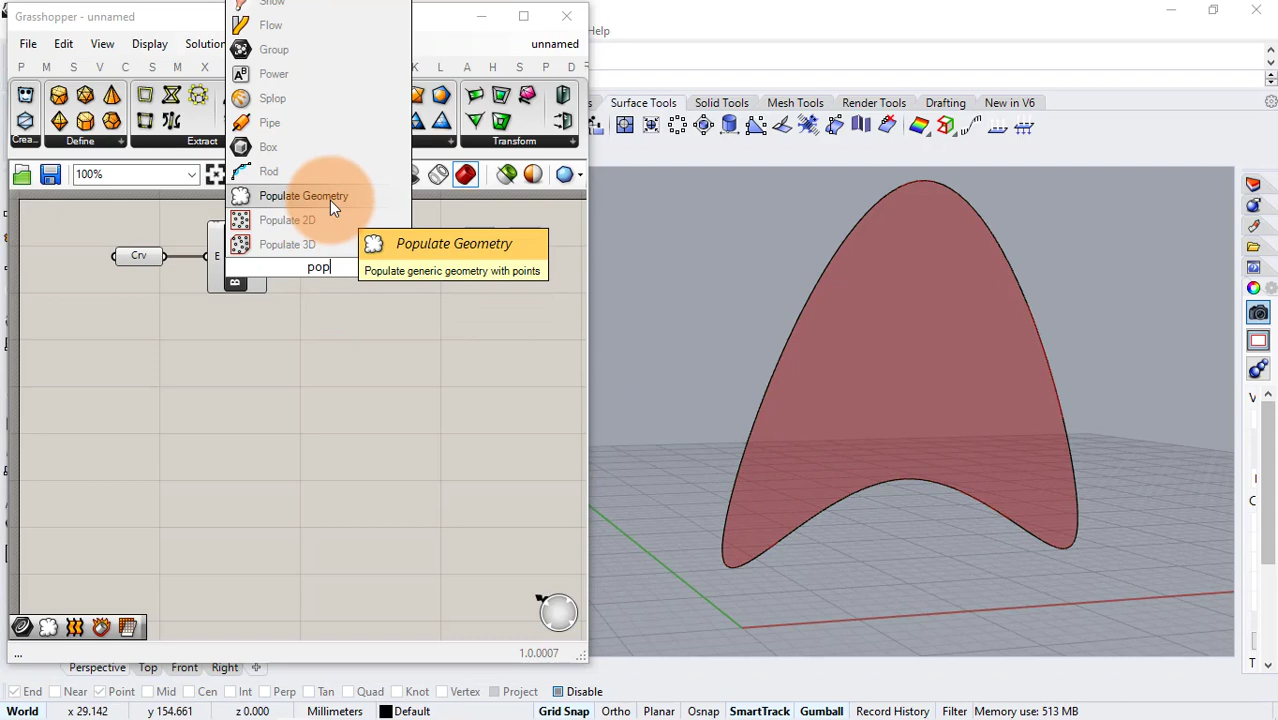 Grasshopper - unnamed
File Edit View Display Solution
unnamed
Help
P M S V C S M X
K L A W S P D
Surface Tools Solid Tools Mesh Tools Render Tools Drafting New in V6
Crea...
Define
Extract
Transform
100%
Flow
Group
Power
Splop
Pipe
Box
Rod
Populate Geometry
Populate 2D
Populate 3D
pop
Populate Geometry
Populate generic geometry with points
Crv
E
B
...
1.0.0007
Perspective Top Front Right
End Near Point Mid Cen Int Perp Tan Quad Knot Vertex Project Disable
World x 29.142 y 154.661 z 0.000 Millimeters Default Grid Snap Ortho Planar Osnap SmartTrack Gumball Record History Filter Memory use: 513 MB